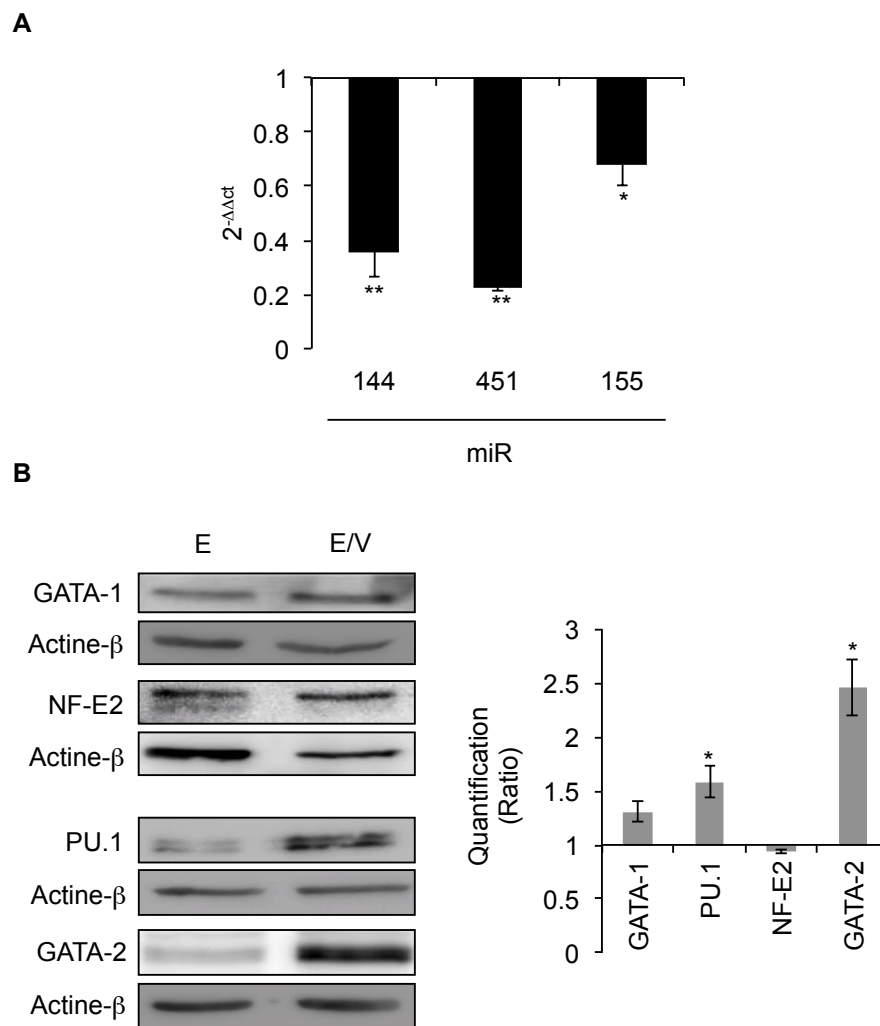 A
1
0.8
0.6
0.4
0.2
0
2^-ΔΔct
**
**
*
144 451 155
miR
B
E E/V
GATA-1
Actine-β
NF-E2
Actine-β
PU.1
Actine-β
GATA-2
Actine-β
Quantification
(Ratio)
3
2.5
2
1.5
1
0.5
0
*
*
GATA-1
PU.1
NF-E2
GATA-2